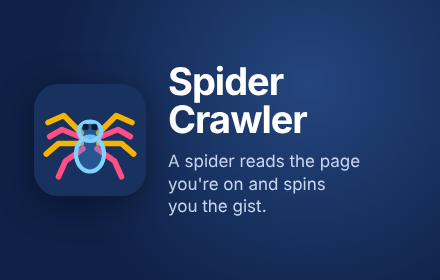 Spider
Crawler
A spider reads the page
you're on and spins
you the gist.